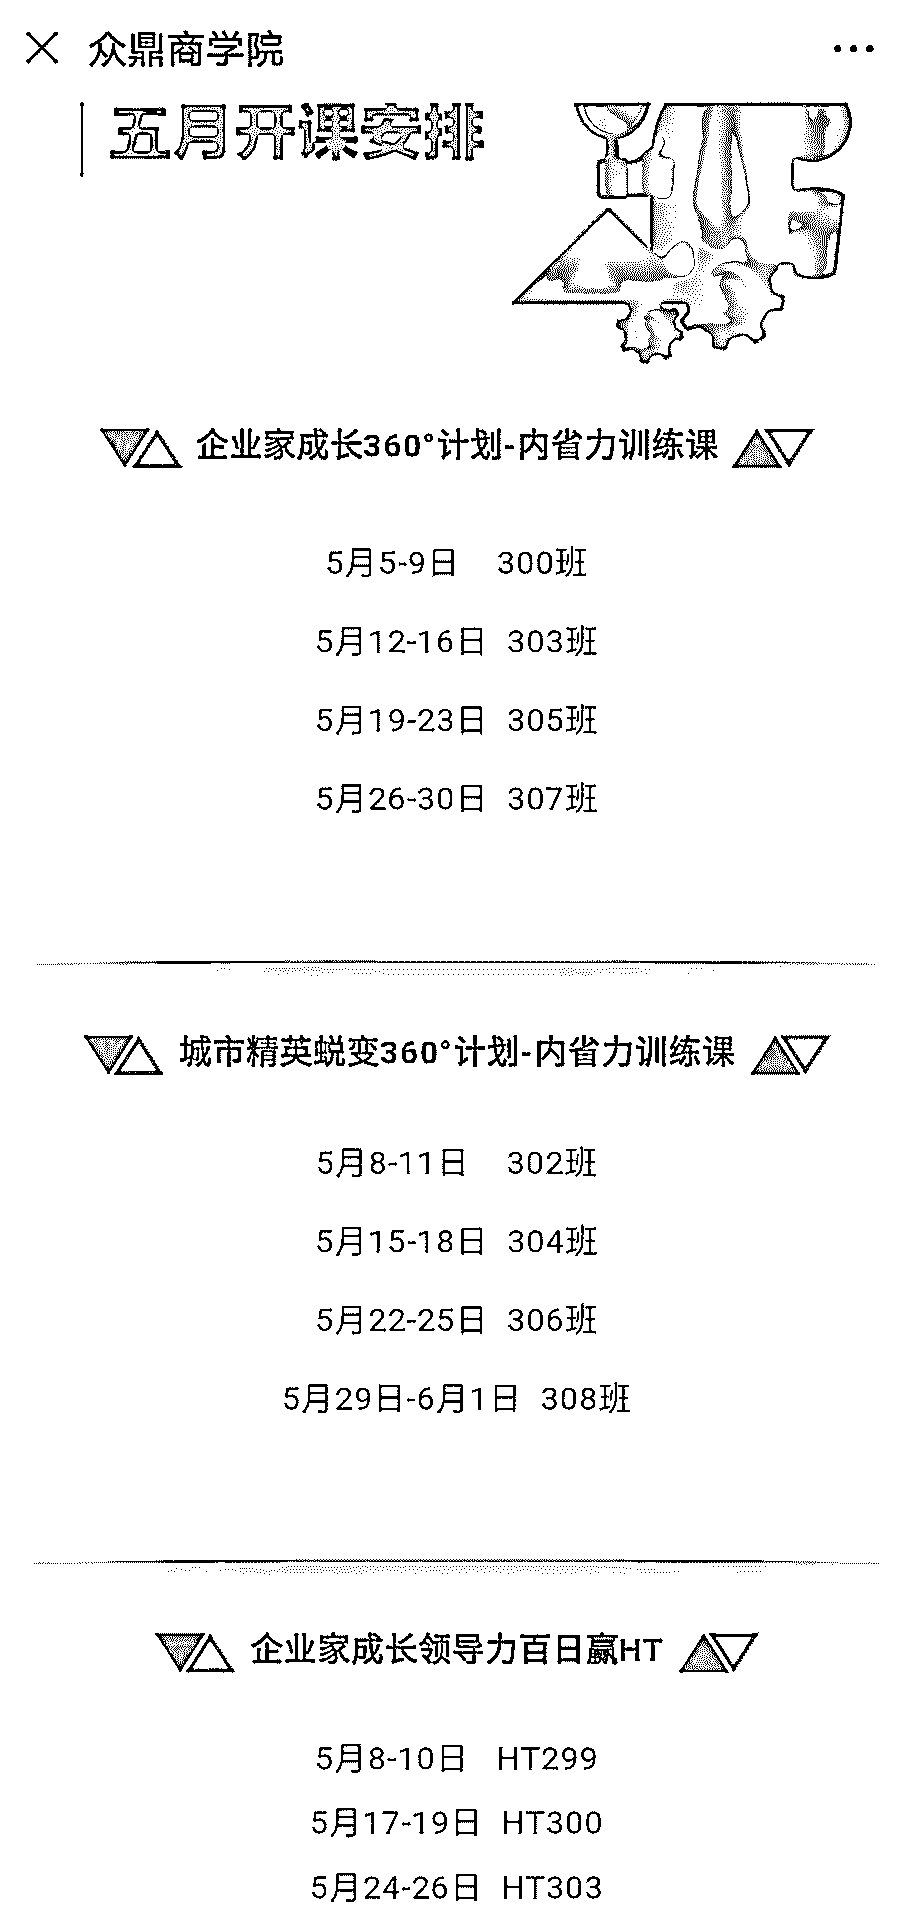 众鼎商学院
五月开课安排
企业家成长360°计划-内省力训练课
5月5-9日 300班
5月12-16日 303班
5月19-23日 305班
5月26-30日 307班
城市精英蜕变360°计划-内省力训练课
5月8-11日 302班
5月15-18日 304班
5月22-25日 306班
5月29日-6月1日 308班
企业家成长领导力百日赢HT
5月8-10日 HT299
5月17-19日 HT300
5月24-26日 HT303